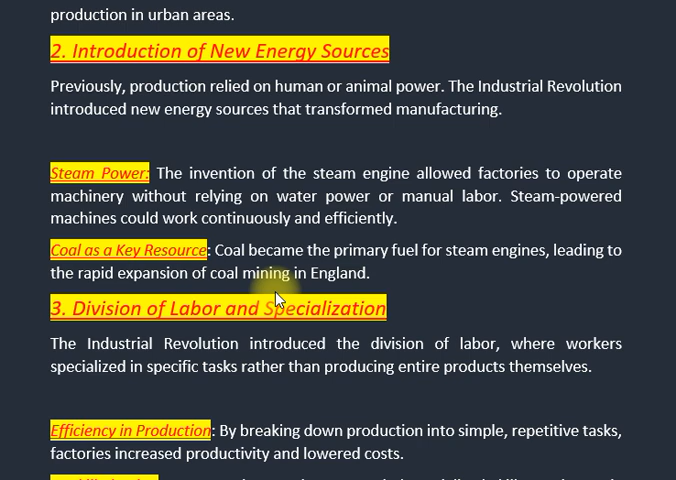 production in urban areas.
2. Introduction of New Energy Sources
Previously, production relied on human or animal power. The Industrial Revolution
introduced new energy sources that transformed manufacturing.
Steam Power: The invention of the steam engine allowed factories to operate
machinery without relying on water power or manual labor. Steam-powered
machines could work continuously and efficiently.
Coal as a Key Resource: Coal became the primary fuel for steam engines, leading to
the rapid expansion of coal mining in England.
3. Division of Labor and Specialization
The Industrial Revolution introduced the division of labor, where workers
specialized in specific tasks rather than producing entire products themselves.
Efficiency in Production: By breaking down production into simple, repetitive tasks,
factories increased productivity and lowered costs.